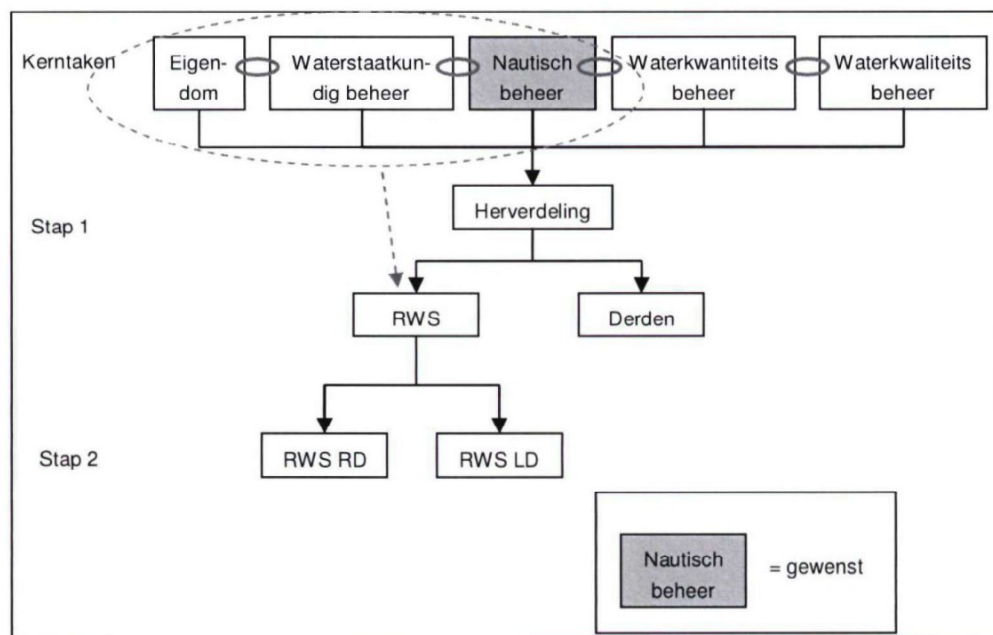 Kerntaken
Eigen-
dom
Waterstaatkun-
dig beheer
Nautisch
beheer
Waterkwantiteits
beheer
Waterkwaliteits
beheer
Stap 1
Herverdeling
RWS
Derden
Stap 2
RWS RD
RWS LD
Nautisch
beheer
= gewenst